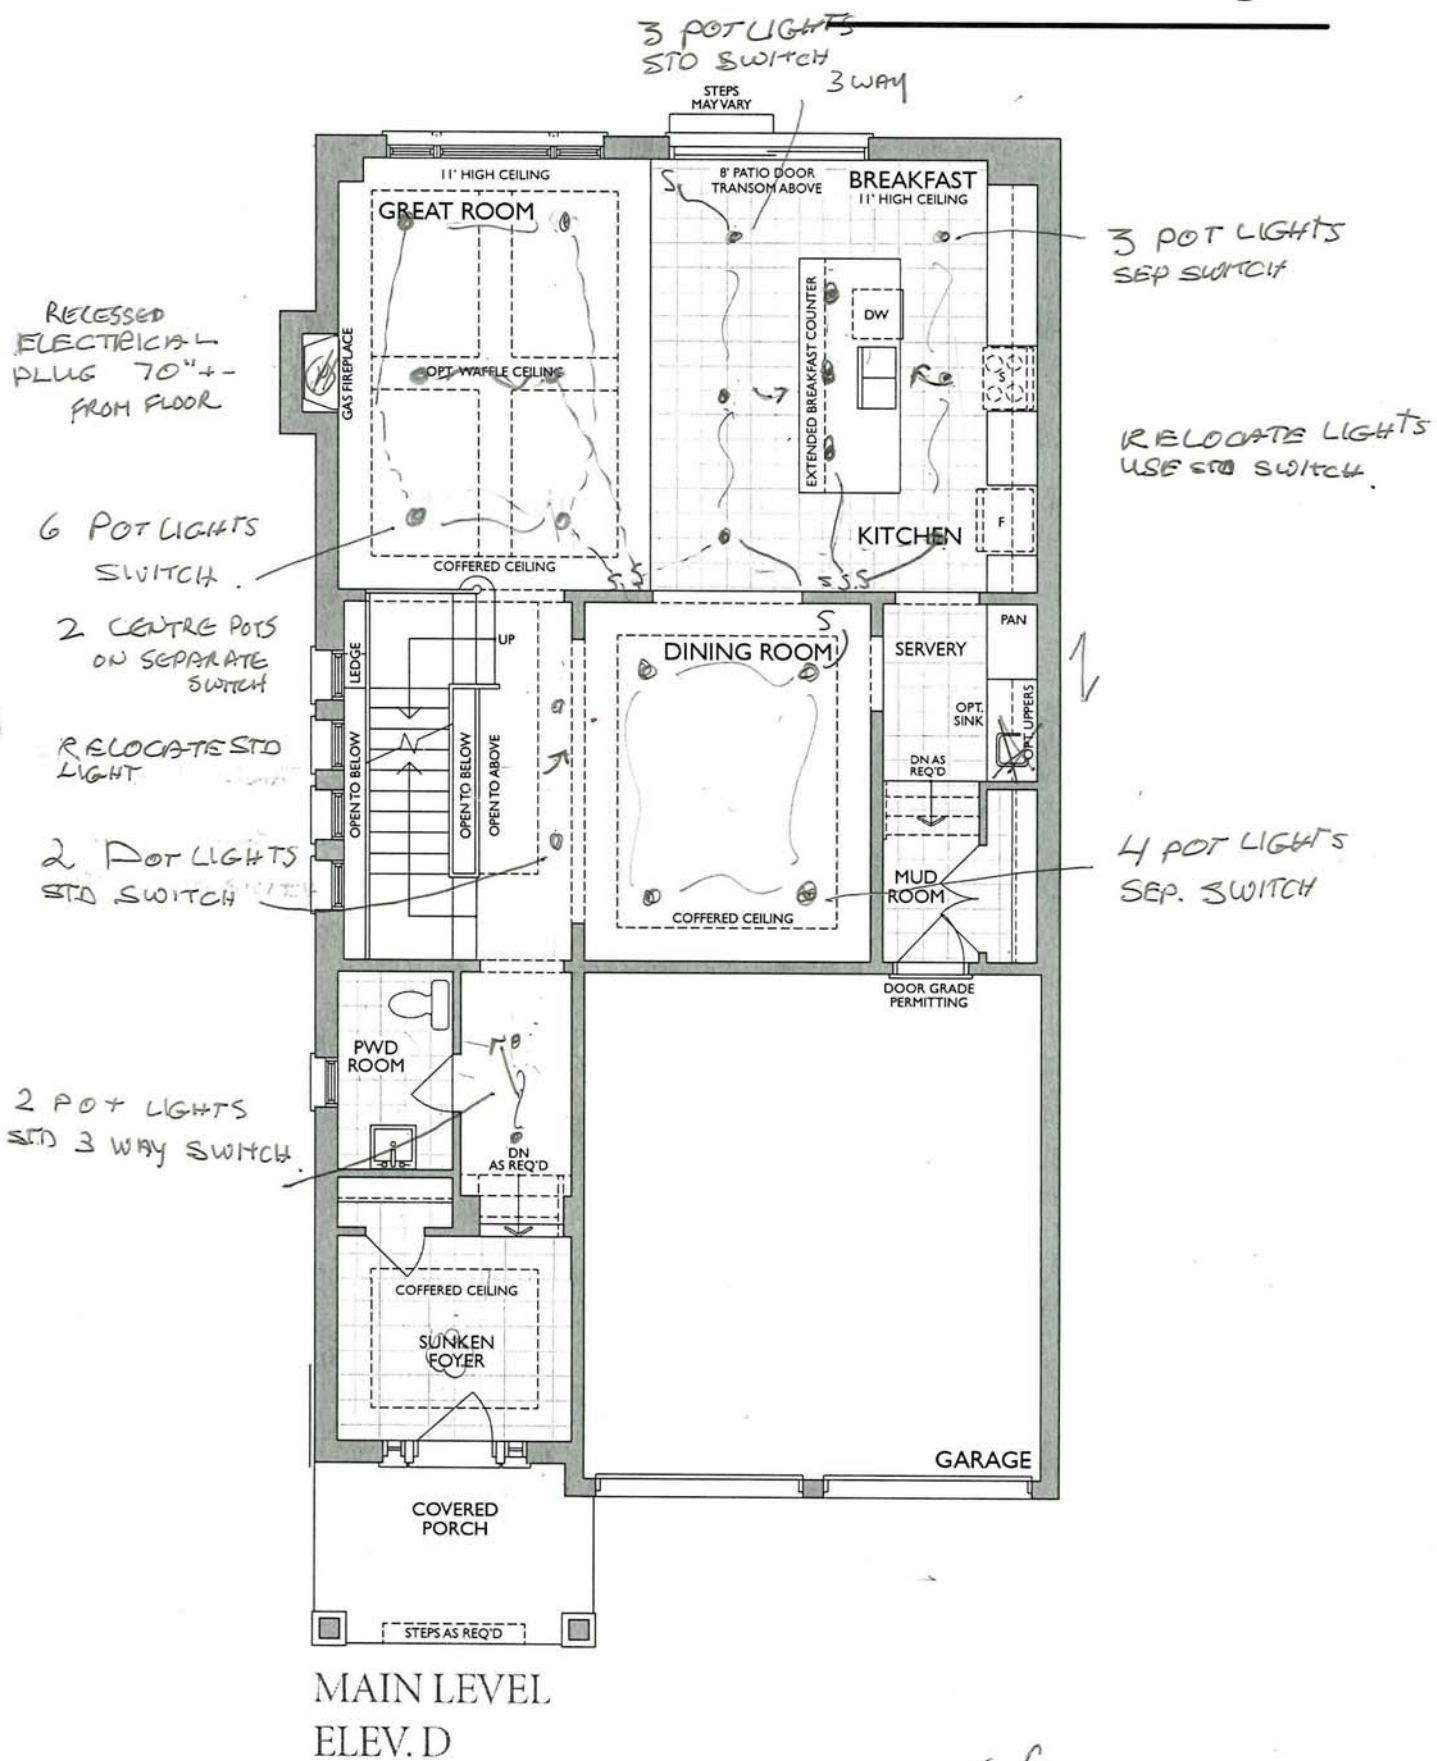 3 POT LIGHTS
STD SWITCH
3 WAY
STEPS
MAY VARY
11' HIGH CEILING
GREAT ROOM
8' PATIO DOOR
TRANSOM ABOVE
S
BREAKFAST
11' HIGH CEILING
3 POT LIGHTS
SEP SWITCH
RECESSED
ELECTRICAL
PLUG 70"+-
FROM FLOOR
GAS FIREPLACE
OPT. WAFFLE CEILING
EXTENDED BREAKFAST COUNTER
DW
S
RELOCATE LIGHTS
USE STD SWITCH.
F
KITCHEN
6 POT LIGHTS
SWITCH.
COFFERED CEILING
S.S
S.S.S
2 CENTRE POTS
ON SEPARATE
SWITCH
LEDGE
UP
S
DINING ROOM
SERVERY
PAN
OPT.
SINK
OPT UPPERS
RELOCATE STD
LIGHT
OPEN TO BELOW
OPEN TO BELOW
OPEN TO ABOVE
DN AS
REQ'D
2 POT LIGHTS
STD SWITCH
4 POT LIGHTS
SEP. SWITCH
MUD
ROOM
COFFERED CEILING
DOOR GRADE
PERMITTING
PWD
ROOM
2 POT LIGHTS
STD 3 WAY SWITCH.
DN
AS REQ'D
COFFERED CEILING
SUNKEN
FOYER
GARAGE
COVERED
PORCH
STEPS AS REQ'D
MAIN LEVEL
ELEV. D